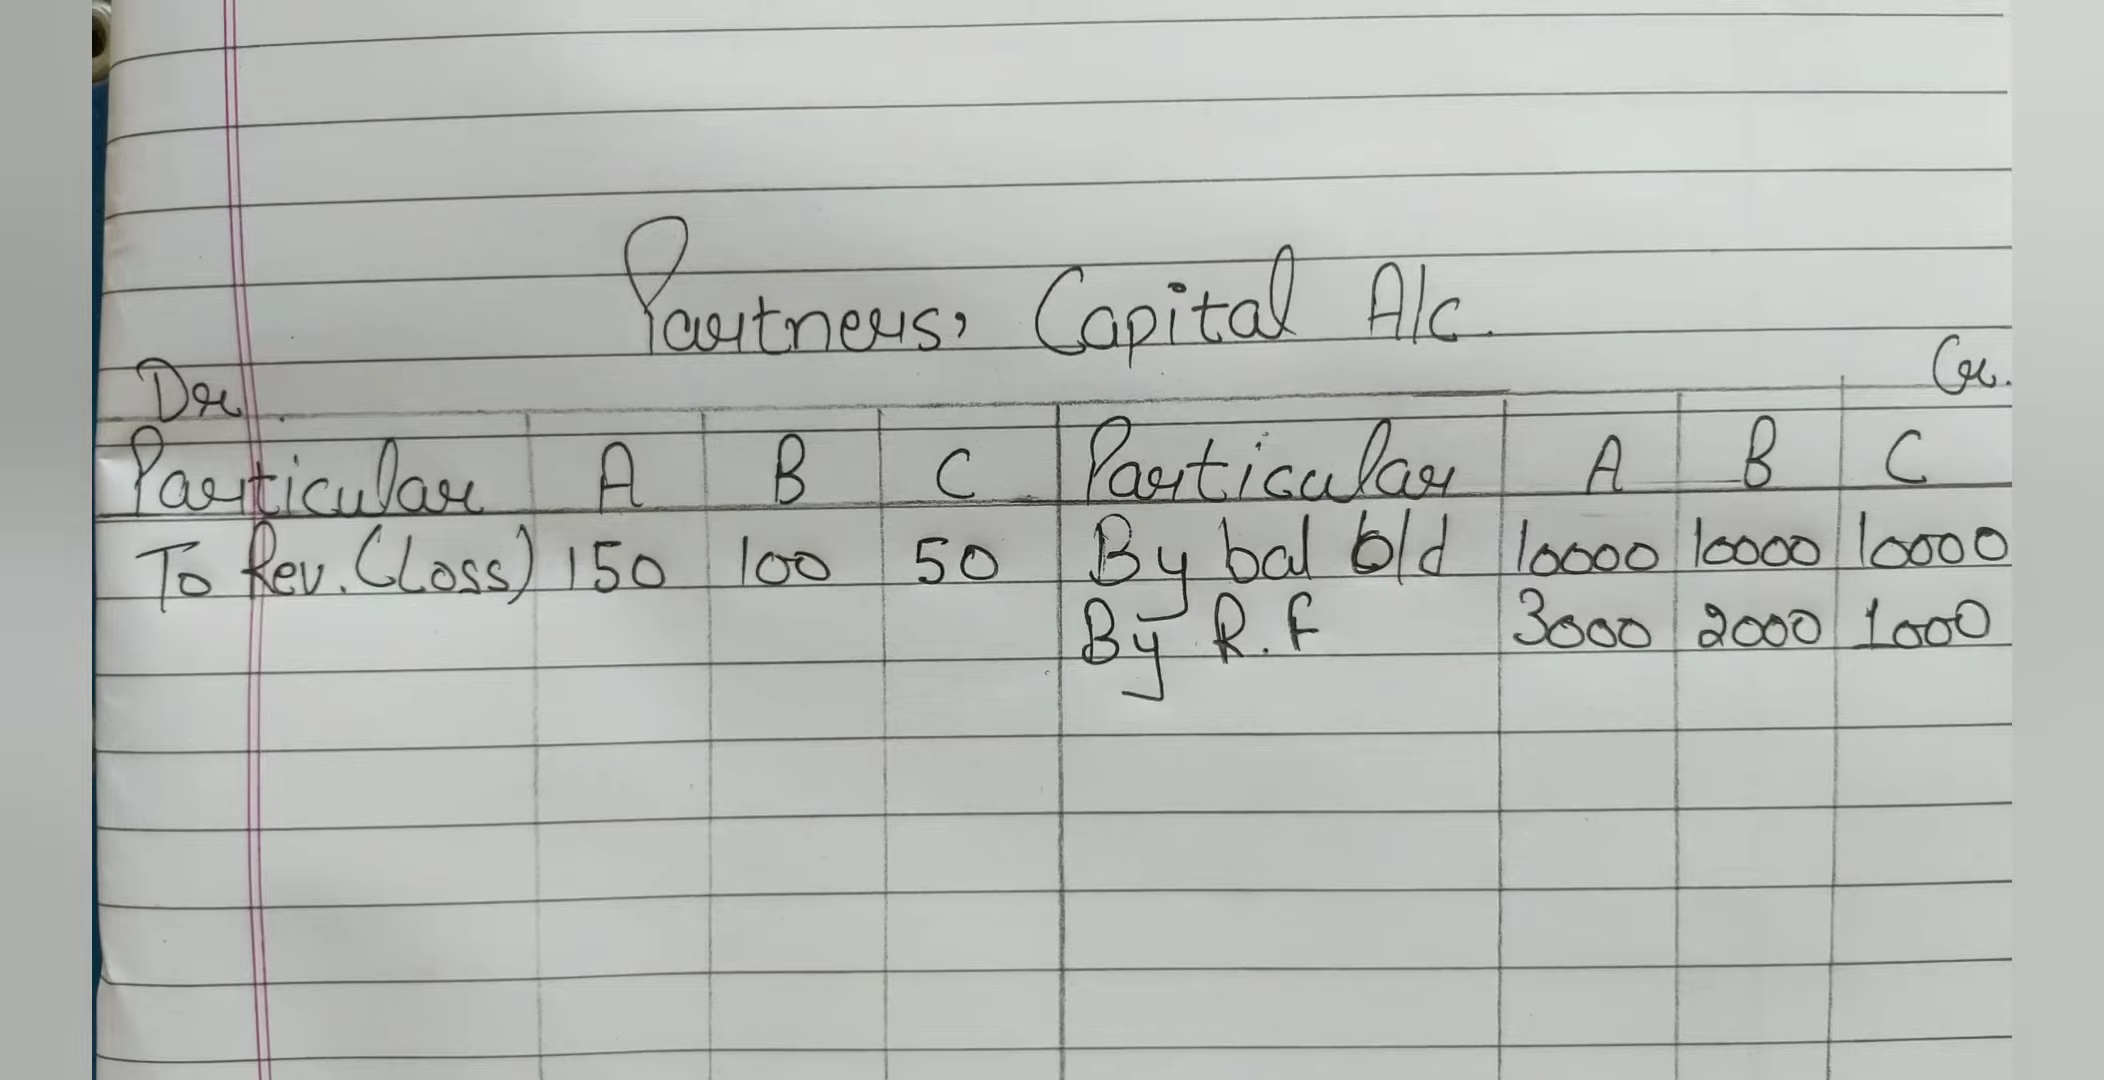 Partners, Capital A/c.
Dr. Cr.
Particular A B C Particular A B C
To Rev. (Loss) 150 100 50 By bal b/d 10000 10000 10000
By R.F 3000 2000 1000